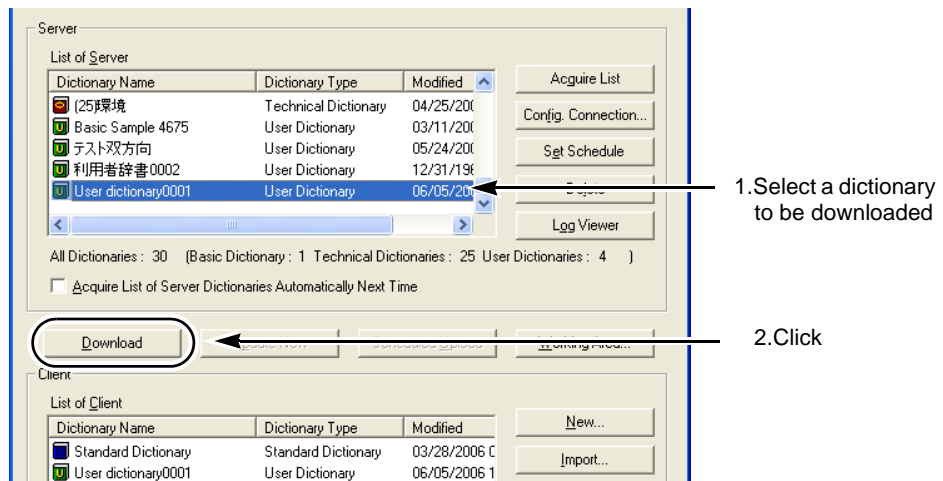 Server
List of Server
Dictionary Name Dictionary Type Modified
(25)環境 Technical Dictionary 04/25/200
Basic Sample 4675 User Dictionary 03/11/200
テスト双方向 User Dictionary 05/24/200
利用者辞書0002 User Dictionary 12/31/196
User dictionary0001 User Dictionary 06/05/20
Acquire List
Config. Connection...
Set Schedule
Log Viewer
1.Select a dictionary
to be downloaded
All Dictionaries : 30 (Basic Dictionary : 1 Technical Dictionaries : 25 User Dictionaries : 4 )
Acquire List of Server Dictionaries Automatically Next Time
Download
2.Click
Client
List of Client
Dictionary Name Dictionary Type Modified
Standard Dictionary Standard Dictionary 03/28/2006 0
User dictionary0001 User Dictionary 06/05/2006 1
New...
Import...